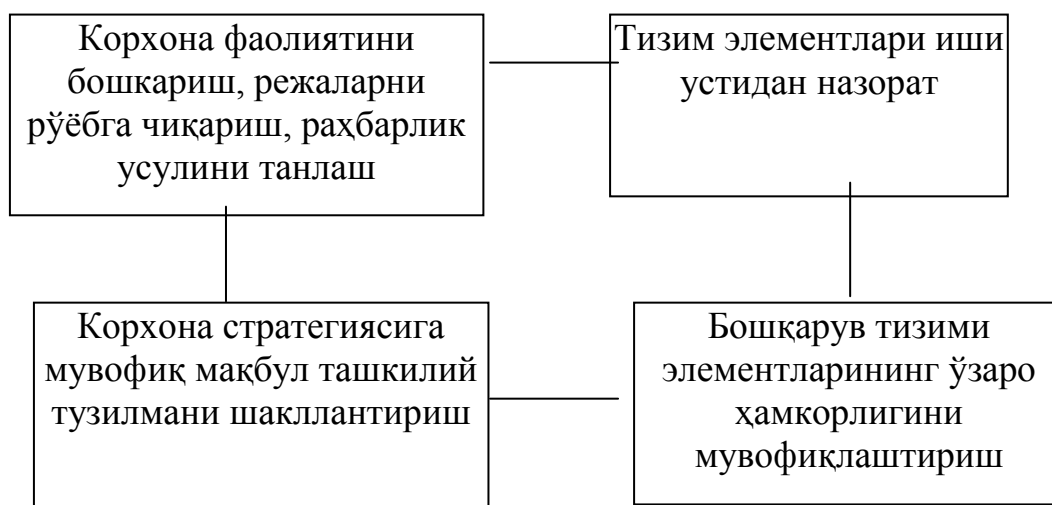 Корхона фаолиятини
бошкариш, режаларни
рўёбга чиқариш, раҳбарлик
усулини танлаш
Тизим элементлари иши
устидан назорат
Корхона стратегиясига
мувофиқ мақбул ташкилий
тузилмани шакллантириш
Бошқарув тизими
элементларининг ўзаро
ҳамкорлигини
мувофиқлаштириш